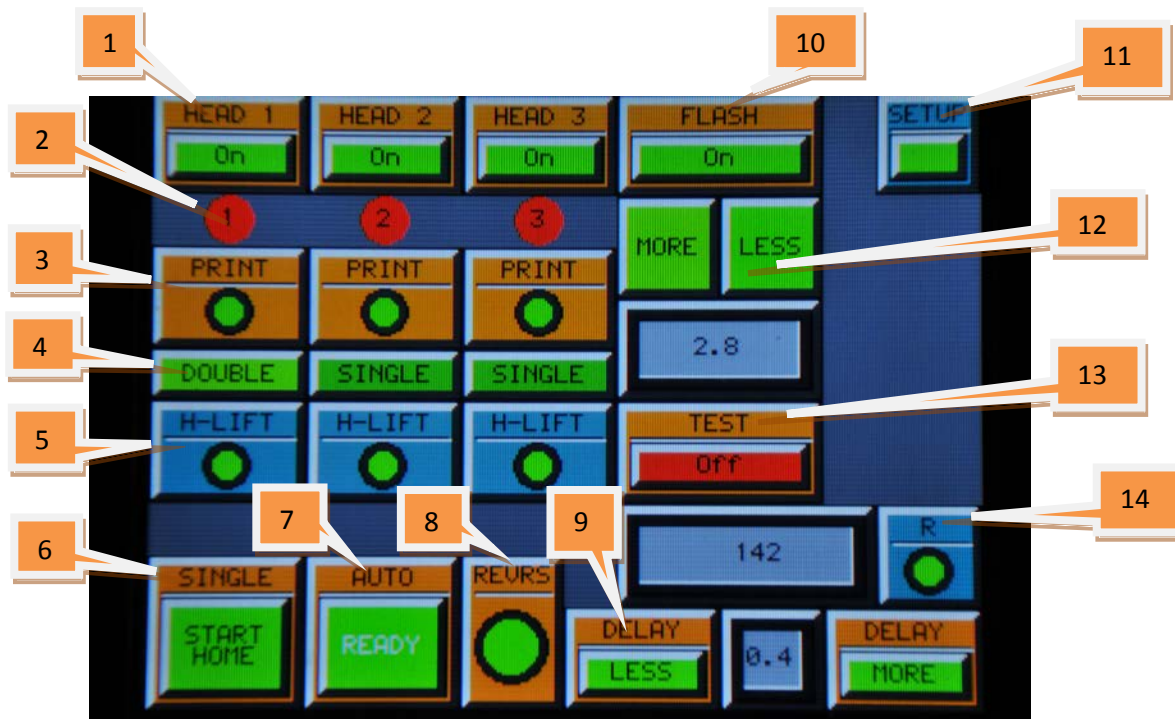 1
10
11
HEAD 1
HEAD 2
HEAD 3
FLASH
SETUP
On
On
On
On
2
1
2
3
MORE
LESS
12
3
PRINT
PRINT
PRINT
2.8
4
DOUBLE
SINGLE
SINGLE
13
5
H-LIFT
H-LIFT
H-LIFT
TEST
Off
6
7
8
9
142
R
14
SINGLE
START
HOME
AUTO
READY
REVRS
DELAY
LESS
0.4
DELAY
MORE